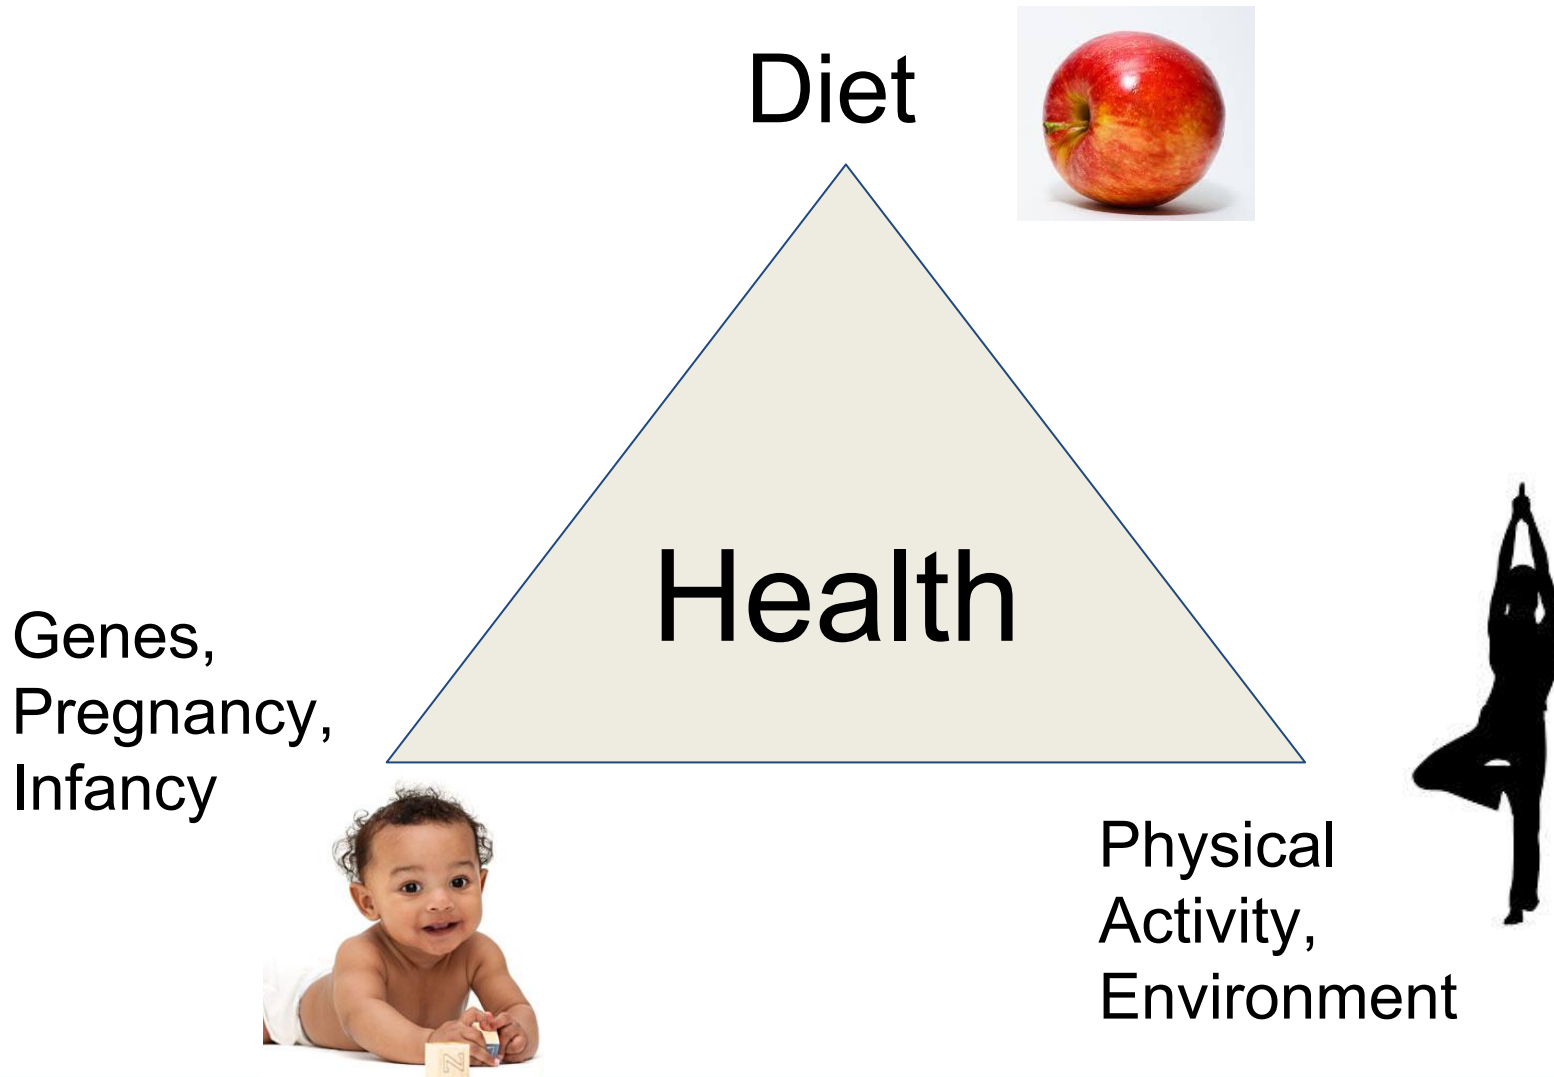 Diet
Health
Genes,
Pregnancy,
Infancy
Physical
Activity,
Environment
Z